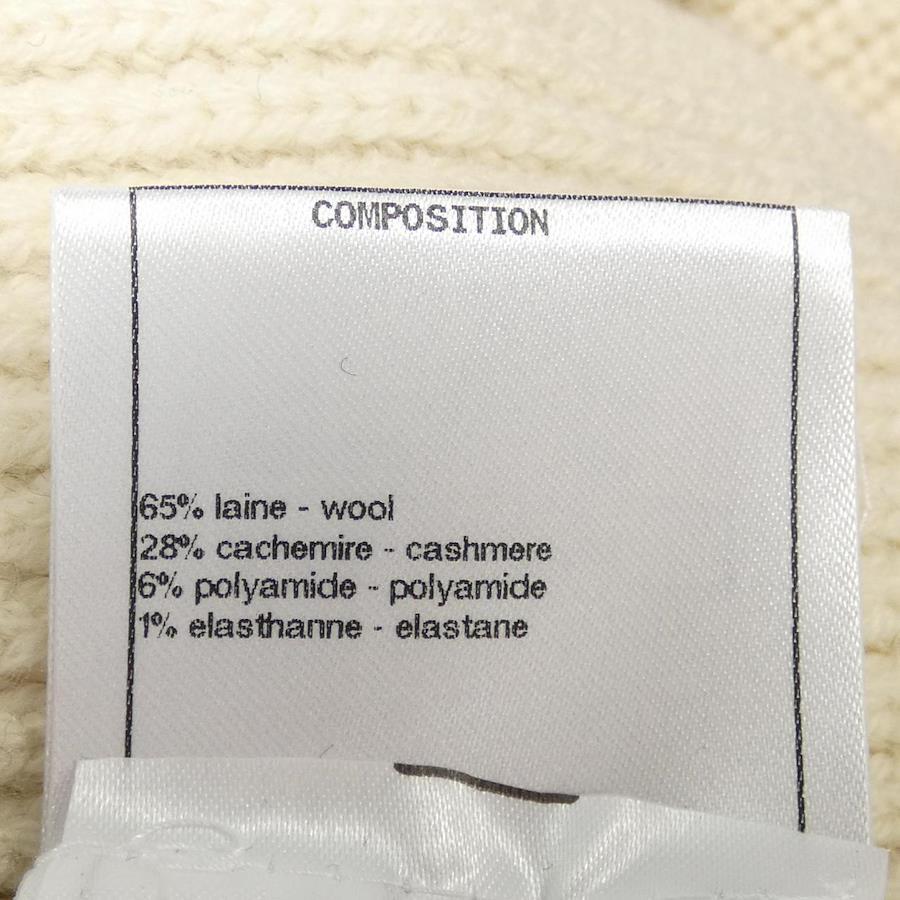 COMPOSITION
65% laine - wool
28% cachemire - cashmere
6% polyamide - polyamide
1% elasthanne - elastane